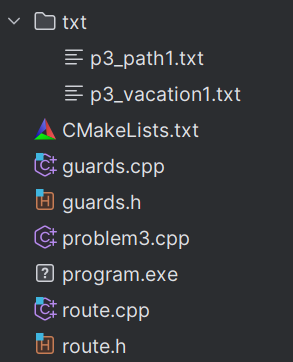 txt
p3_path1.txt
p3_vacation1.txt
CMakeLists.txt
guards.cpp
guards.h
problem3.cpp
program.exe
route.cpp
route.h